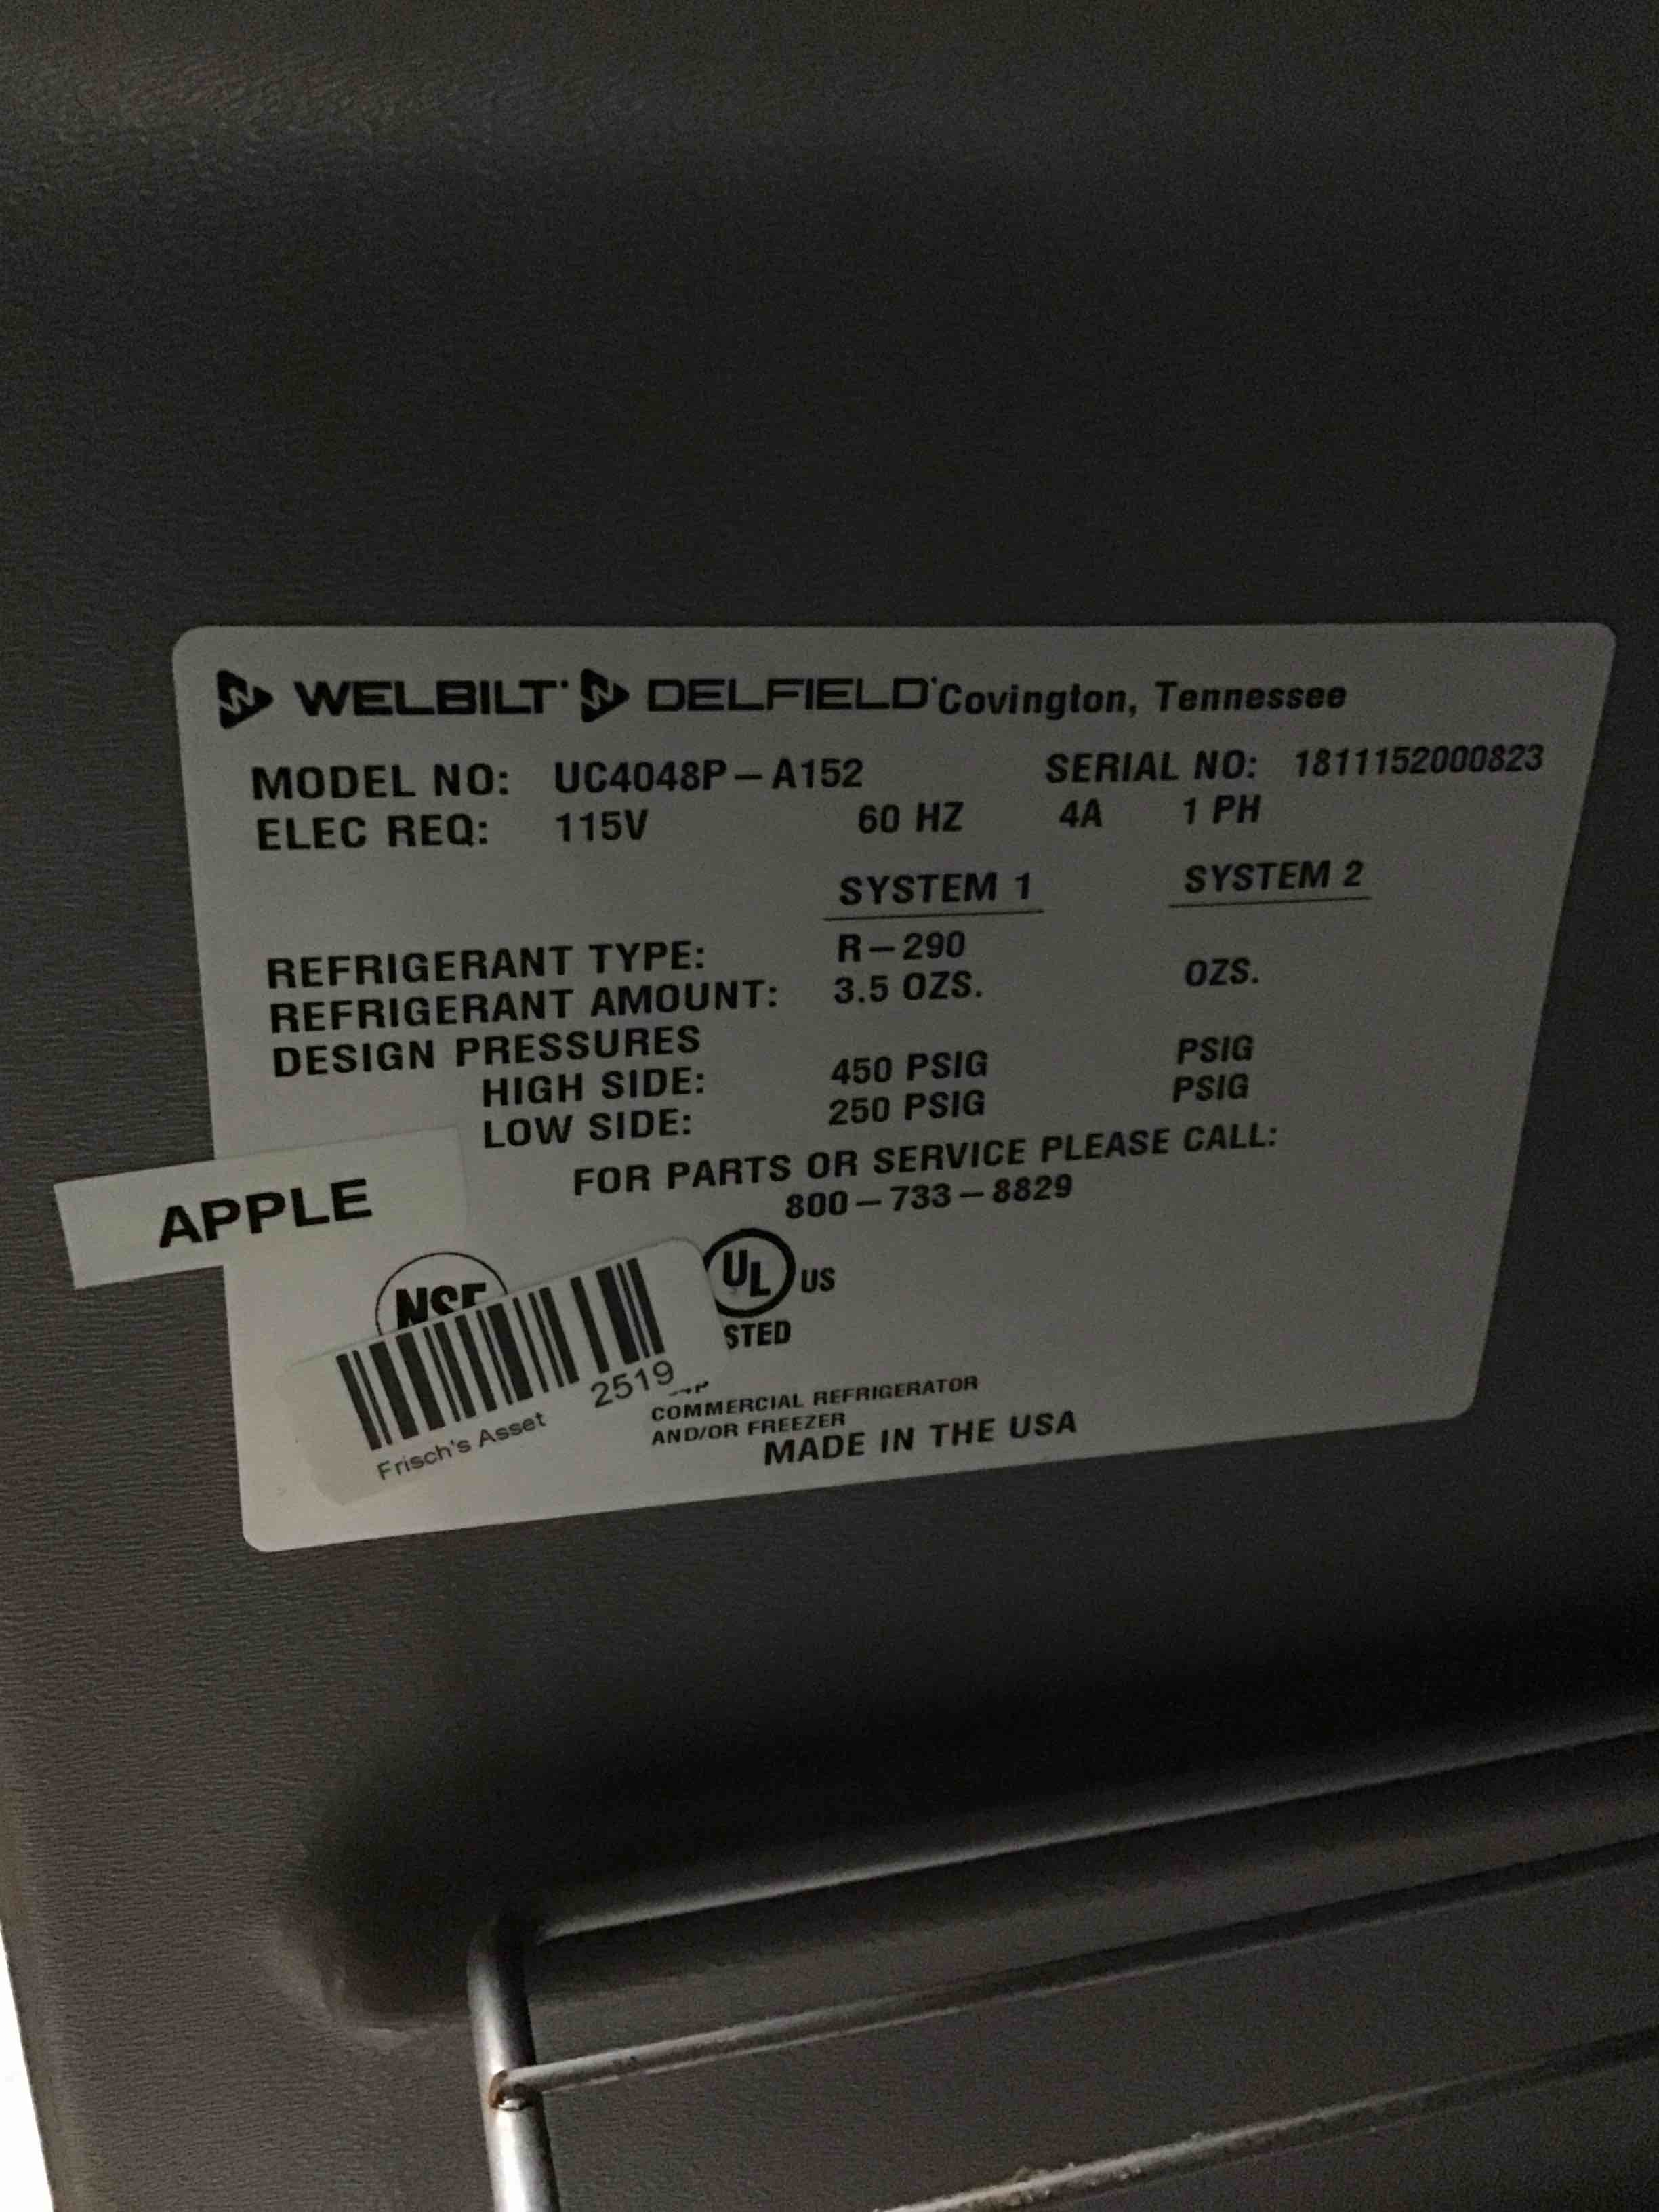 WELBILT DELFIELD Covington, Tennessee
MODEL NO: UC4048P-A152 SERIAL NO: 1811152000823
ELEC REQ: 115V 60 HZ 4A 1 PH
SYSTEM 1 SYSTEM 2
REFRIGERANT TYPE: R-290
REFRIGERANT AMOUNT: 3.5 OZS. OZS.
DESIGN PRESSURES
HIGH SIDE: 450 PSIG PSIG
LOW SIDE: 250 PSIG PSIG
FOR PARTS OR SERVICE PLEASE CALL:
800-733-8829
APPLE
NSF
UL US
STED
2519
Frisch's Asset
COMMERCIAL REFRIGERATOR
AND/OR FREEZER
MADE IN THE USA